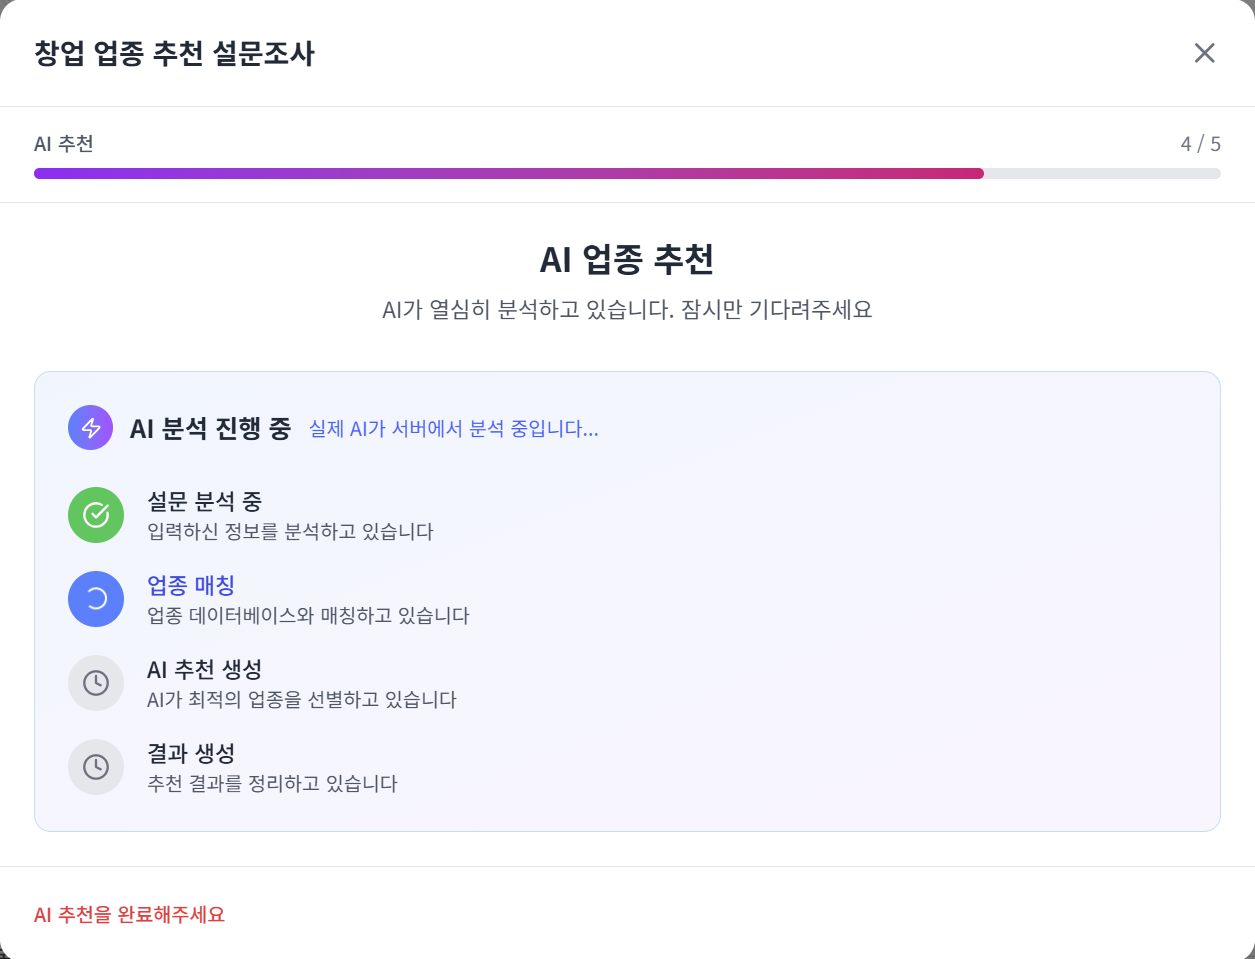 창업 업종 추천 설문조사
AI 추천
4 / 5
AI 업종 추천
AI가 열심히 분석하고 있습니다. 잠시만 기다려주세요
AI 분석 진행 중 실제 AI가 서버에서 분석 중입니다...
설문 분석 중
입력하신 정보를 분석하고 있습니다
업종 매칭
업종 데이터베이스와 매칭하고 있습니다
AI 추천 생성
AI가 최적의 업종을 선별하고 있습니다
결과 생성
추천 결과를 정리하고 있습니다
AI 추천을 완료해주세요